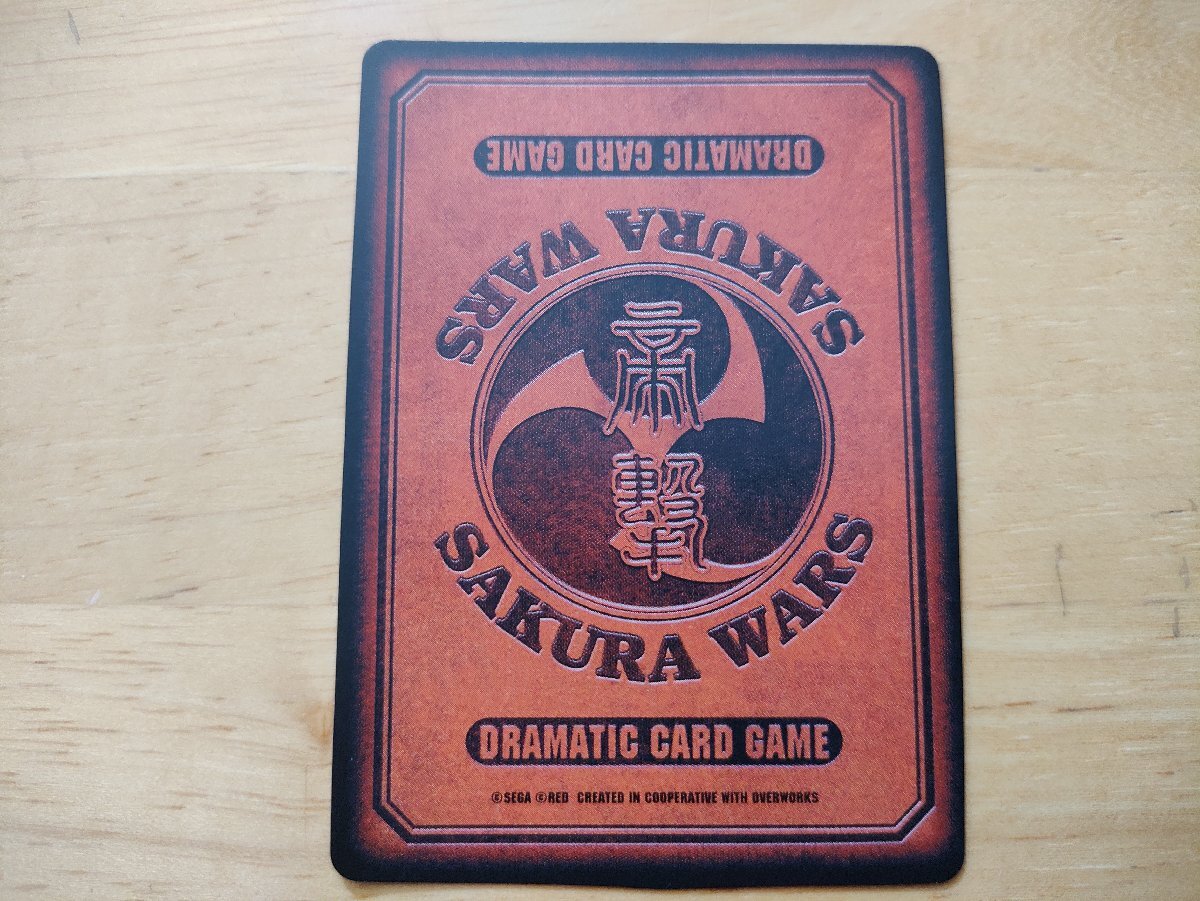 DRAMATIC CARD GAME
SAKURA WARS
帝
撃
SAKURA WARS
DRAMATIC CARD GAME
©SEGA ©RED CREATED IN COOPERATIVE WITH OVERWORKS